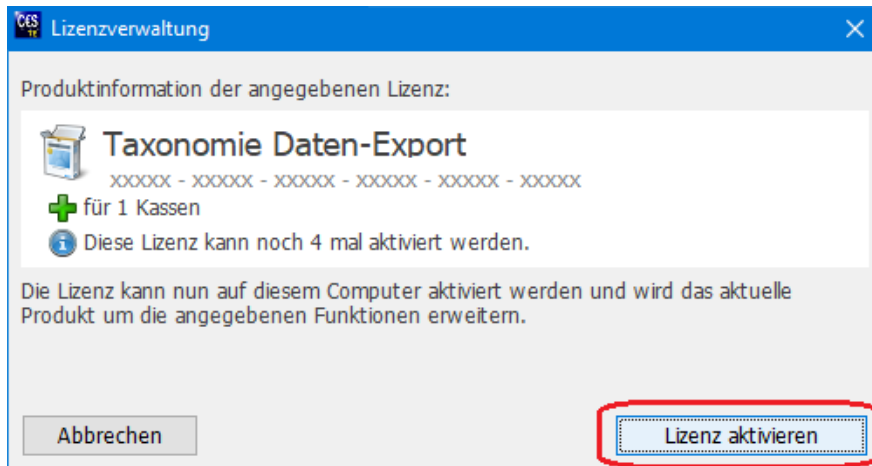 CES
Lizenzverwaltung
Produktinformation der angegebenen Lizenz:
Taxonomie Daten-Export
xxxxx - xxxxx - xxxxx - xxxxx - xxxxx - xxxxx
für 1 Kassen
Diese Lizenz kann noch 4 mal aktiviert werden.
Die Lizenz kann nun auf diesem Computer aktiviert werden und wird das aktuelle
Produkt um die angegebenen Funktionen erweitern.
Abbrechen
Lizenz aktivieren